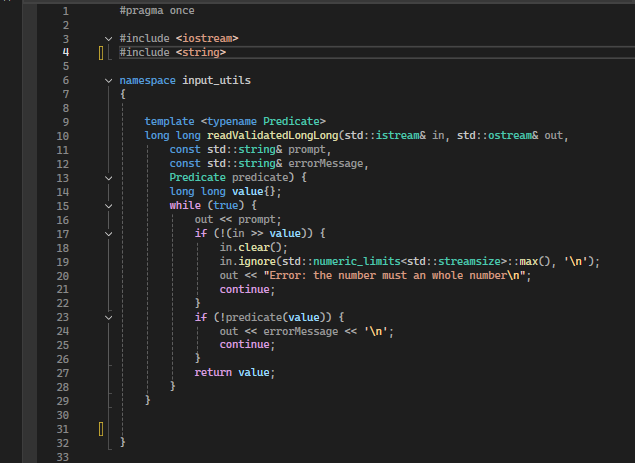 1 #pragma once
2
3 #include <iostream>
4 #include <string>
5
6 namespace input_utils
7 {
8
9 template <typename Predicate>
10 long long readValidatedLongLong(std::istream& in, std::ostream& out,
11 const std::string& prompt,
12 const std::string& errorMessage,
13 Predicate predicate) {
14 long long value{};
15 while (true) {
16 out << prompt;
17 if (!(in >> value)) {
18 in.clear();
19 in.ignore(std::numeric_limits<std::streamsize>::max(), '\n');
20 out << "Error: the number must an whole number\n";
21 continue;
22 }
23 if (!predicate(value)) {
24 out << errorMessage << '\n';
25 continue;
26 }
27 return value;
28 }
29 }
30
31
32 }
33